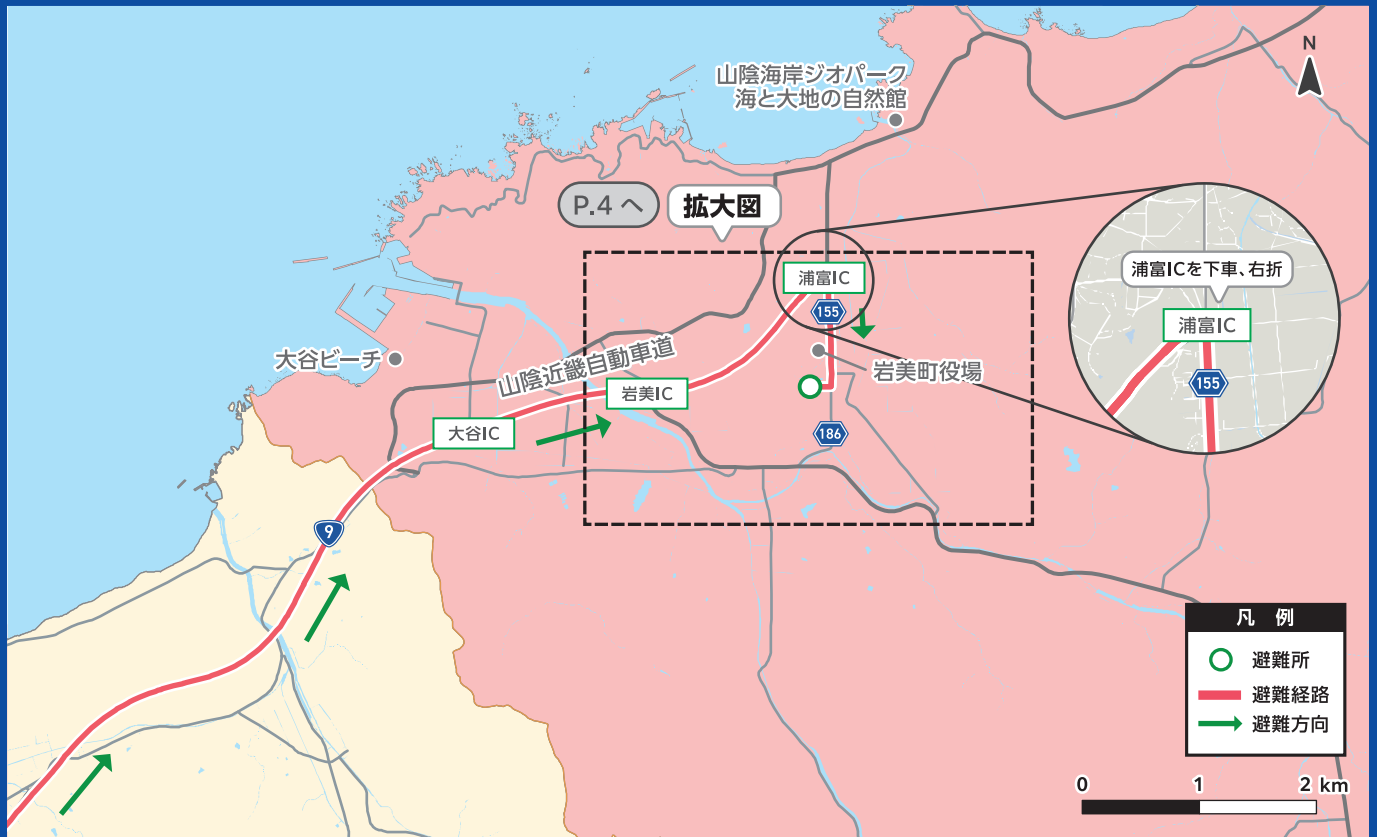 N
山陰海岸ジオパーク
海と大地の自然館
P.4 へ
拡大図
浦富ICを下車、右折
浦富IC
浦富IC
155
155
大谷ビーチ
山陰近畿自動車道
岩美町役場
岩美IC
大谷IC
186
9
凡 例
避難所
避難経路
避難方向
0 1 2 km